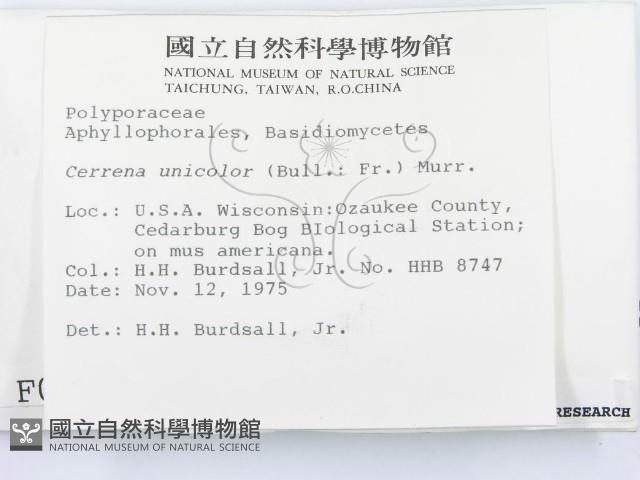 國立自然科學博物館
NATIONAL MUSEUM OF NATURAL SCIENCE
TAICHUNG, TAIWAN, R.O.CHINA
Polyporaceae
Aphyllophorales, Basidiomycetes
Cerrena unicolor (Bull.: Fr.) Murr.
Loc.: U.S.A. Wisconsin:Ozaukee County,
Cedarburg Bog BIological Station;
on mus americana.
Col.: H.H. Burdsall, Jr. No. HHB 8747
Date: Nov. 12, 1975
Det.: H.H. Burdsall, Jr.
RESEARCH
國立自然科學博物館
NATIONAL MUSEUM OF NATURAL SCIENCE